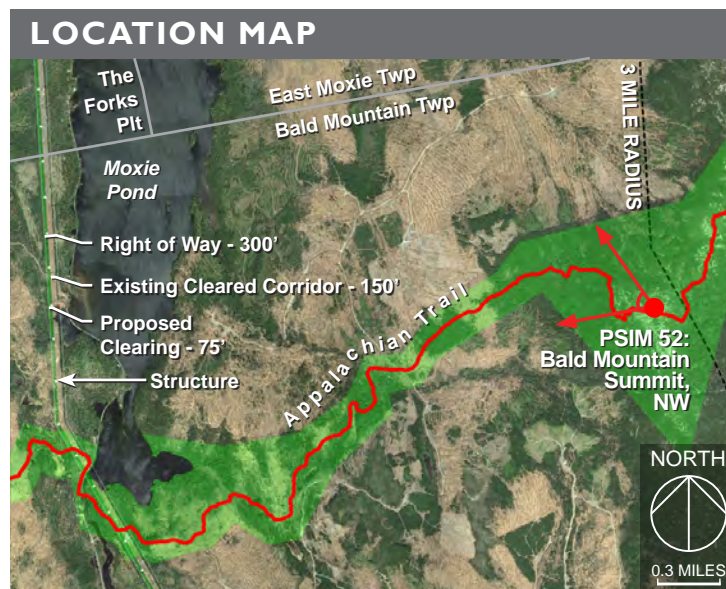 LOCATION MAP
The
Forks
Plt
East Moxie Twp
Bald Mountain Twp
3 MILE RADIUS
Moxie
Pond
Right of Way - 300'
Existing Cleared Corridor - 150'
Proposed
Clearing - 75'
Structure
Appalachian Trail
PSIM 52:
Bald Mountain
Summit,
NW
NORTH
0.3 MILES